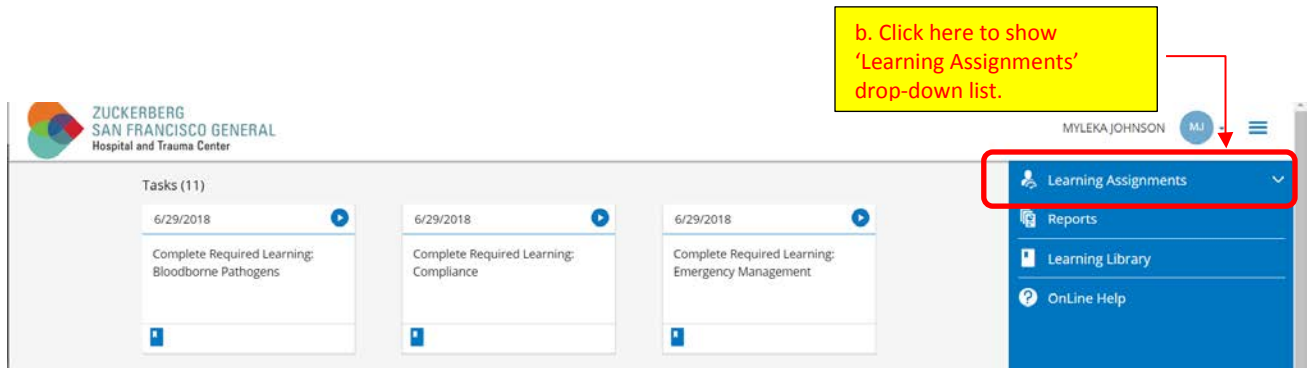 b. Click here to show
‘Learning Assignments’
drop-down list.
ZUCKERBERG
SAN FRANCISCO GENERAL
Hospital and Trauma Center
MYLEKA JOHNSON MJ
Tasks (11)
6/29/2018
Complete Required Learning:
Bloodborne Pathogens
6/29/2018
Complete Required Learning:
Compliance
6/29/2018
Complete Required Learning:
Emergency Management
Learning Assignments
Reports
Learning Library
OnLine Help